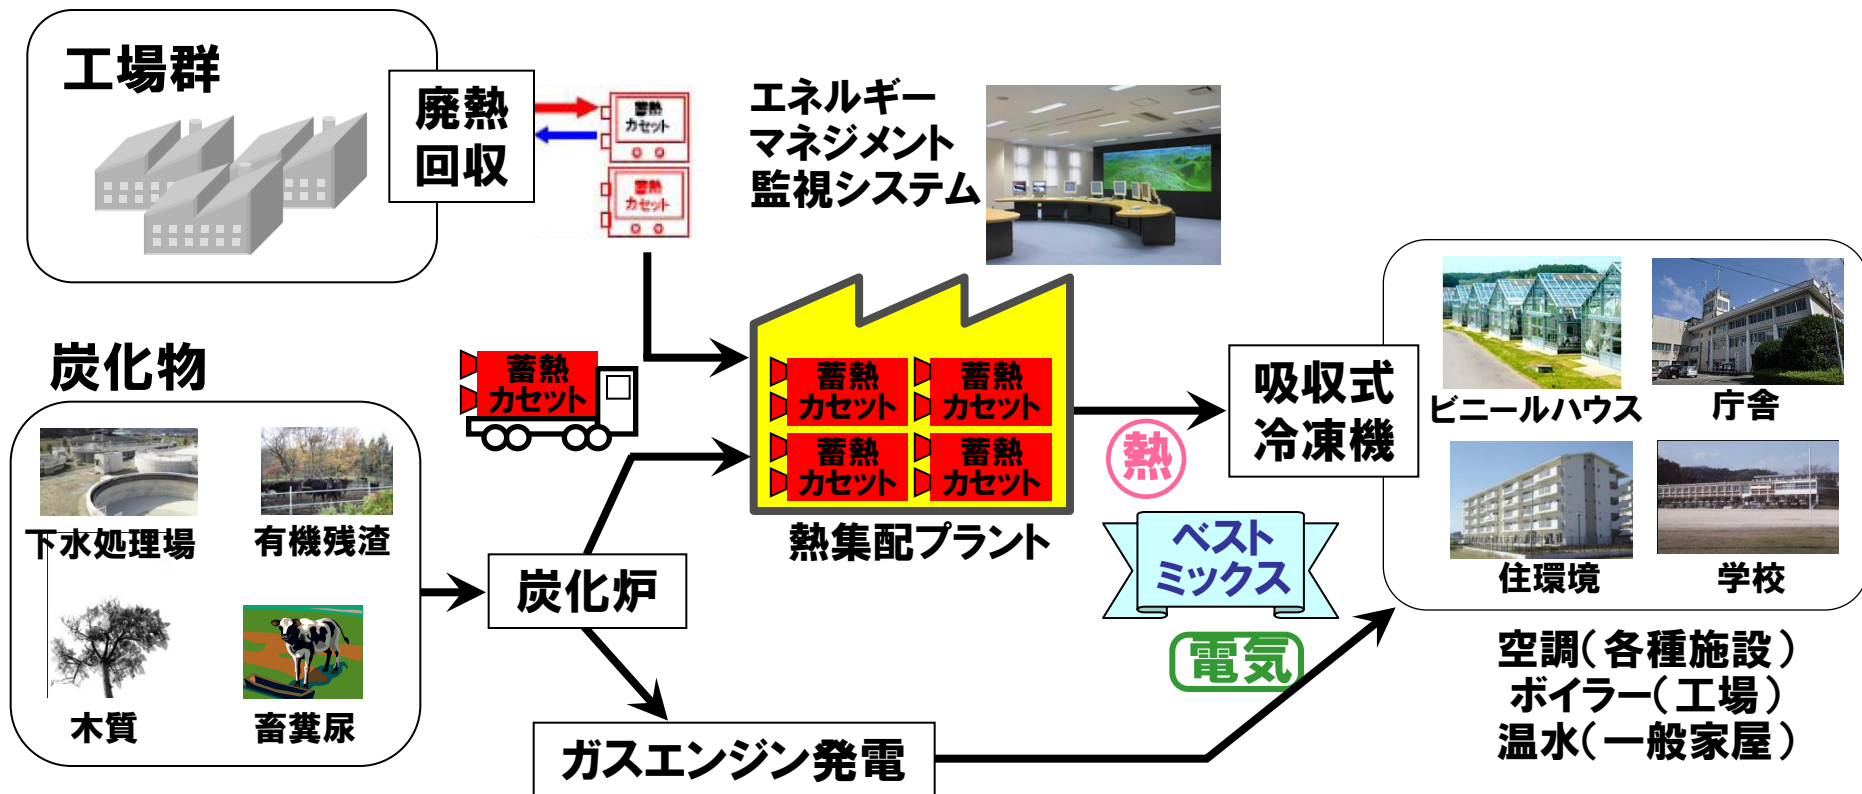 工場群
廃熱
回収
蓄熱
カセット
蓄熱
カセット
エネルギー
マネジメント
監視システム
炭化物
下水処理場
有機残渣
木質
畜糞尿
蓄熱
カセット
炭化炉
ガスエンジン発電
蓄熱
カセット
蓄熱
カセット
蓄熱
カセット
蓄熱
カセット
熱集配プラント
熱
ベスト
ミックス
電気
吸収式
冷凍機
ビニールハウス
庁舎
住環境
学校
空調（各種施設）
ボイラー（工場）
温水（一般家屋）